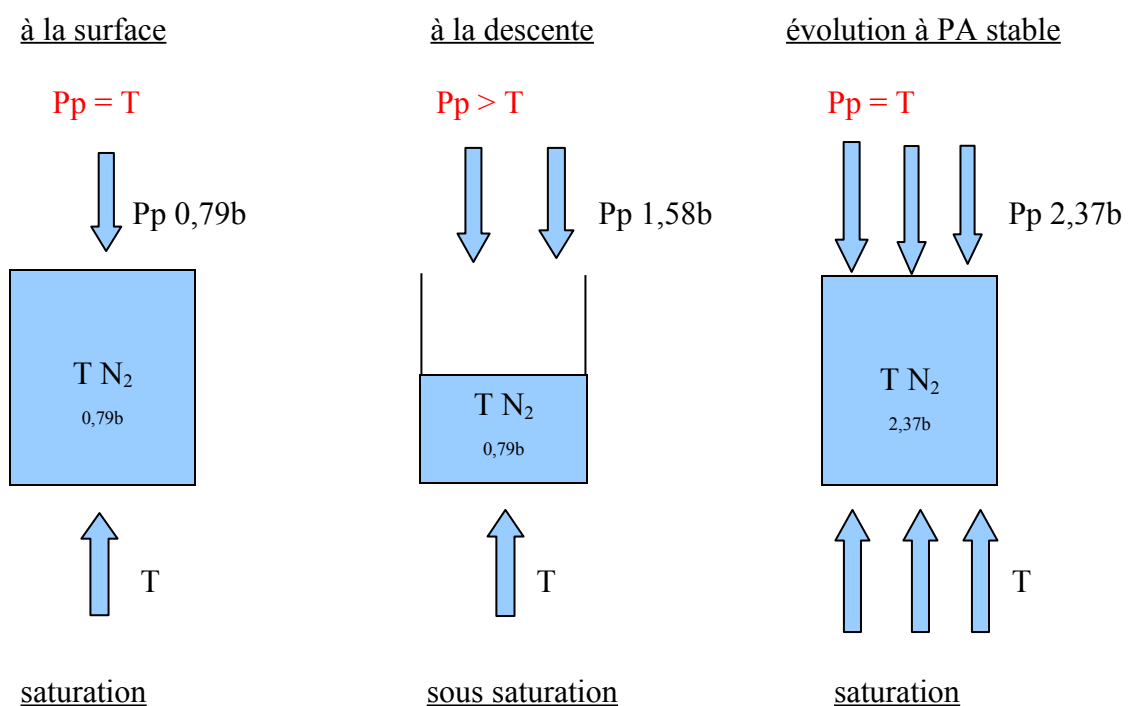 à la surface
Pp = T
Pp 0,79b
T N₂
0,79b
T
saturation
à la descente
Pp > T
Pp 1,58b
T N₂
0,79b
T
sous saturation
évolution à PA stable
Pp = T
Pp 2,37b
T N₂
2,37b
T
saturation